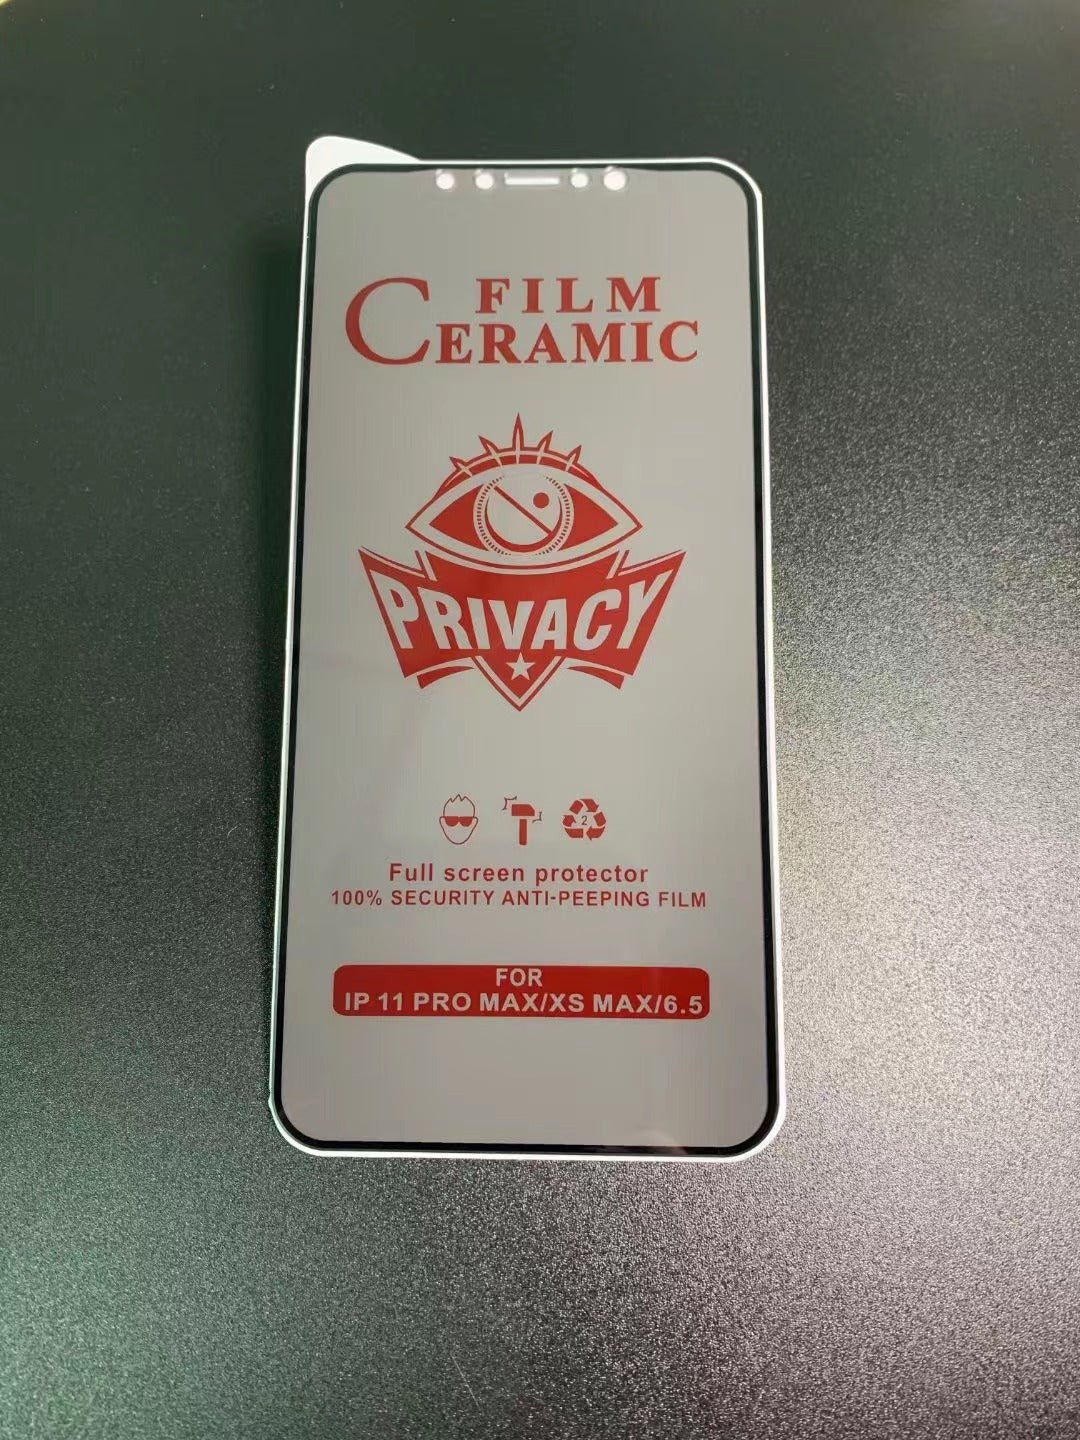 FILM
CERAMIC
PRIVACY
2
Full screen protector
100% SECURITY ANTI-PEEPING FILM
FOR
IP 11 PRO MAX/XS MAX/6.5